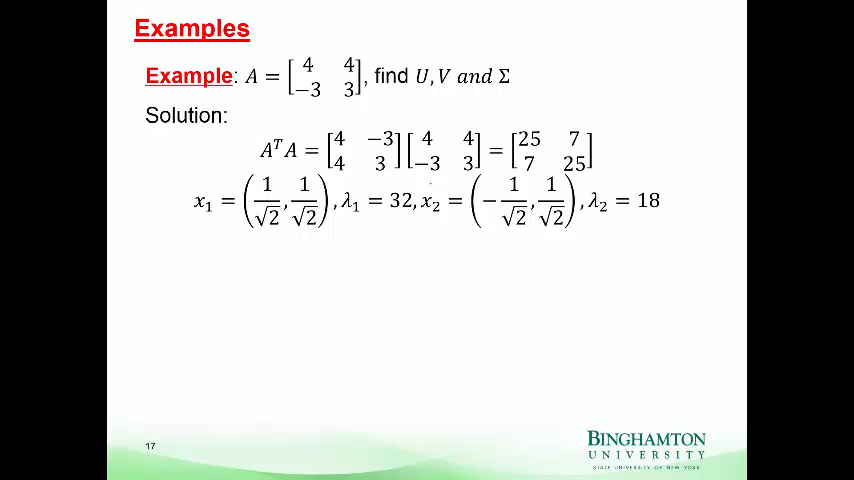 Examples
Example: A = [4 4; −3 3], find U, V and Σ
Solution:
AᵀA = [4 −3; 4 3] [4 4; −3 3] = [25 7; 7 25]
x₁ = (1/√2, 1/√2), λ₁ = 32, x₂ = (−1/√2, 1/√2), λ₂ = 18
17
BINGHAMTON
UNIVERSITY
STATE UNIVERSITY OF NEW YORK